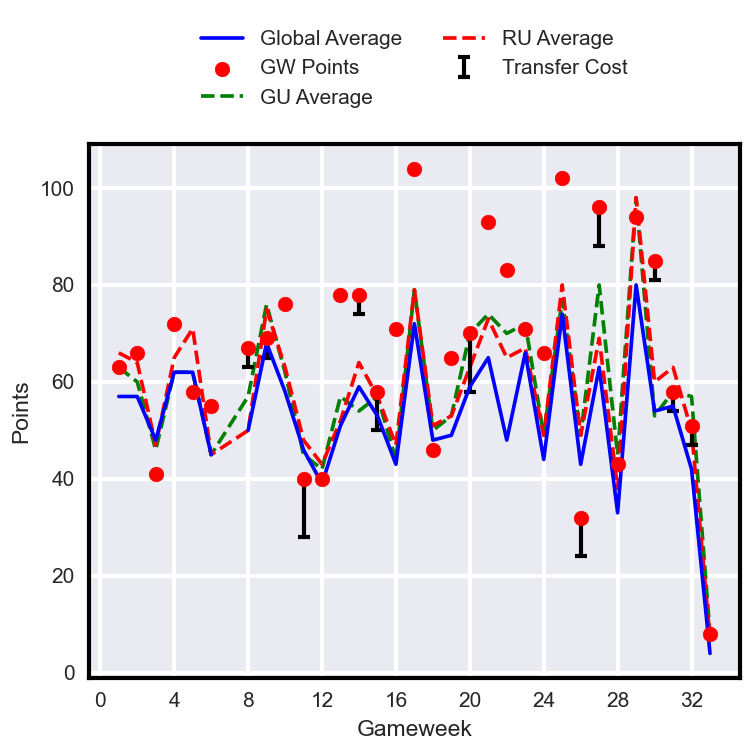 Global Average
GW Points
GU Average
RU Average
Transfer Cost
Points
100
80
60
40
20
0
0 4 8 12 16 20 24 28 32
Gameweek